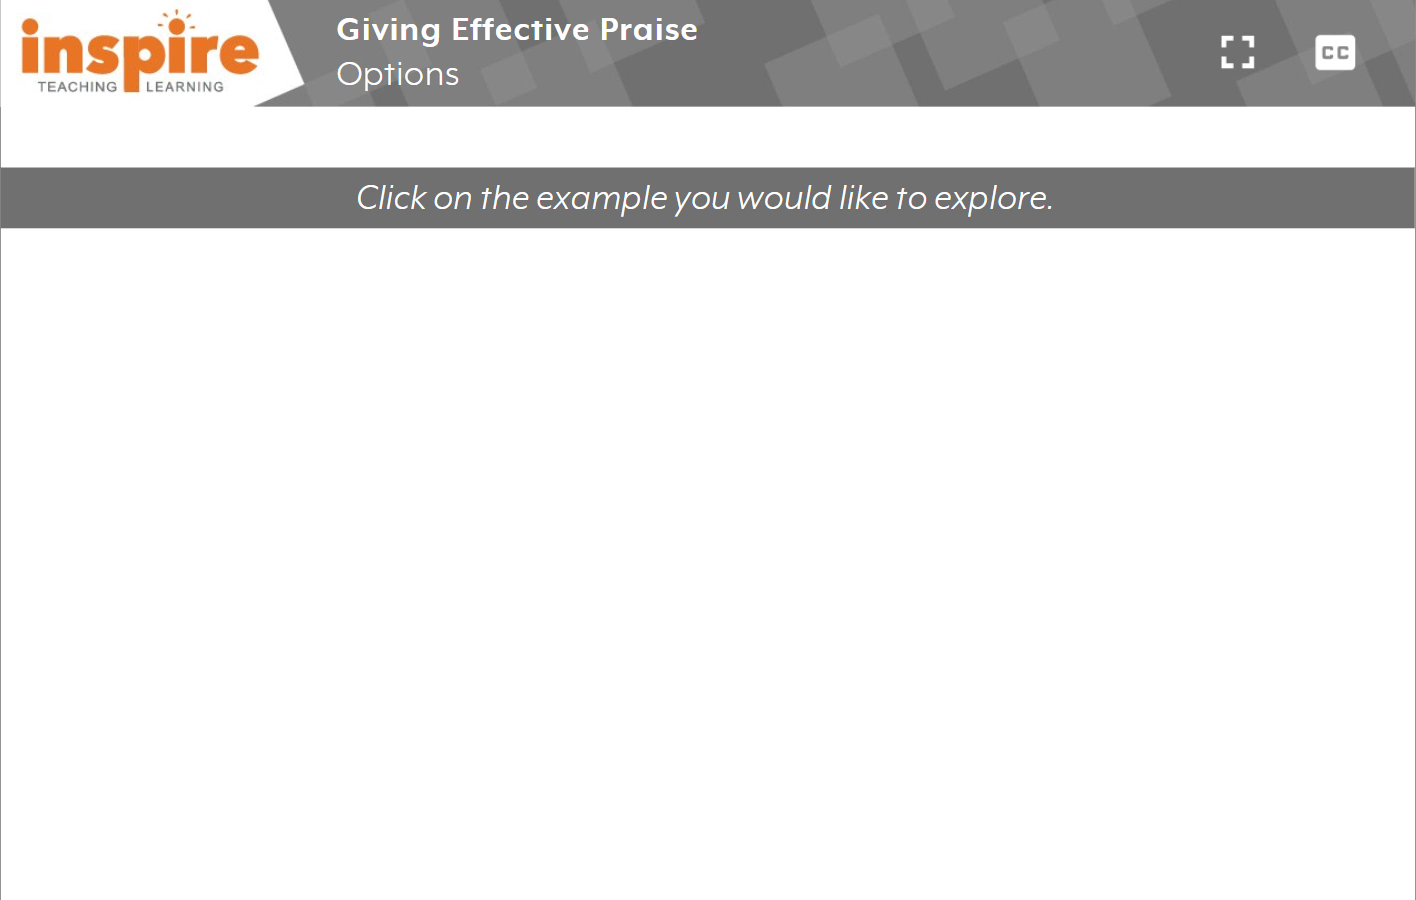 inspire
TEACHING LEARNING
Giving Effective Praise
Options
CC
Click on the example you would like to explore.